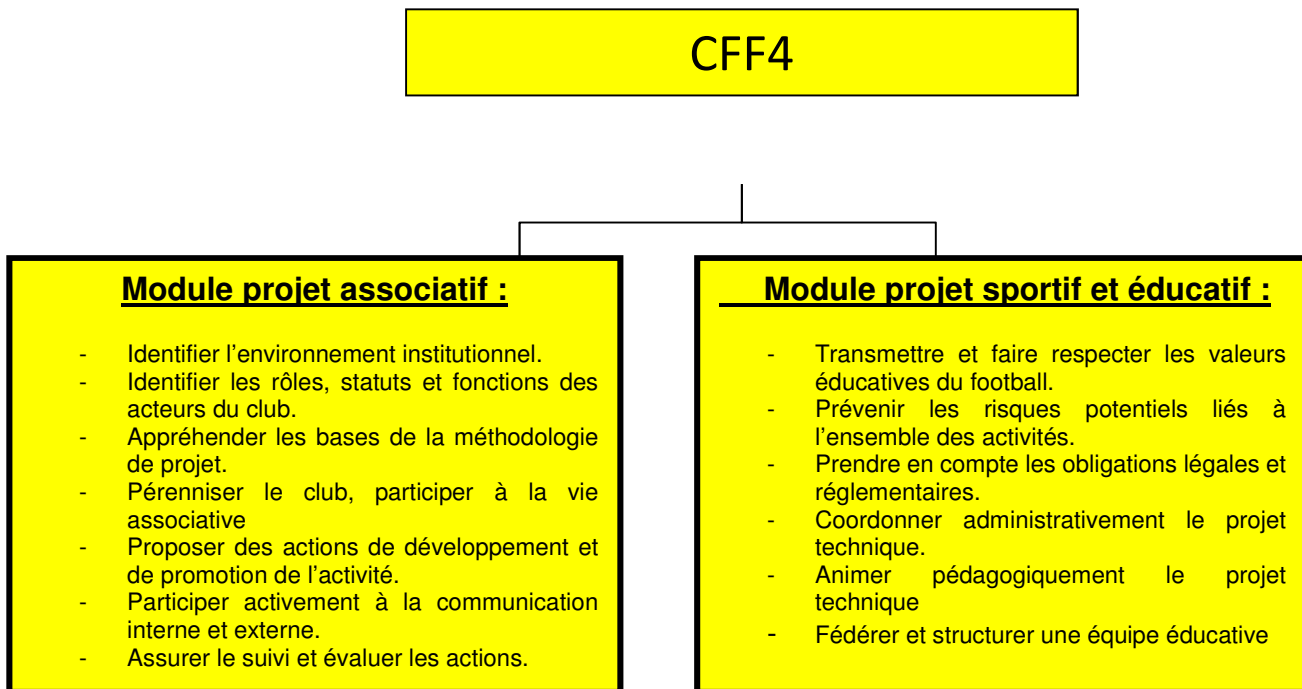 CFF4
Module projet associatif :
- Identifier l’environnement institutionnel.
- Identifier les rôles, statuts et fonctions des
acteurs du club.
- Appréhender les bases de la méthodologie
de projet.
- Pérenniser le club, participer à la vie
associative
- Proposer des actions de développement et
de promotion de l’activité.
- Participer activement à la communication
interne et externe.
- Assurer le suivi et évaluer les actions.
Module projet sportif et éducatif :
- Transmettre et faire respecter les valeurs
éducatives du football.
- Prévenir les risques potentiels liés à
l’ensemble des activités.
- Prendre en compte les obligations légales et
réglementaires.
- Coordonner administrativement le projet
technique.
- Animer pédagogiquement le projet
technique
- Fédérer et structurer une équipe éducative